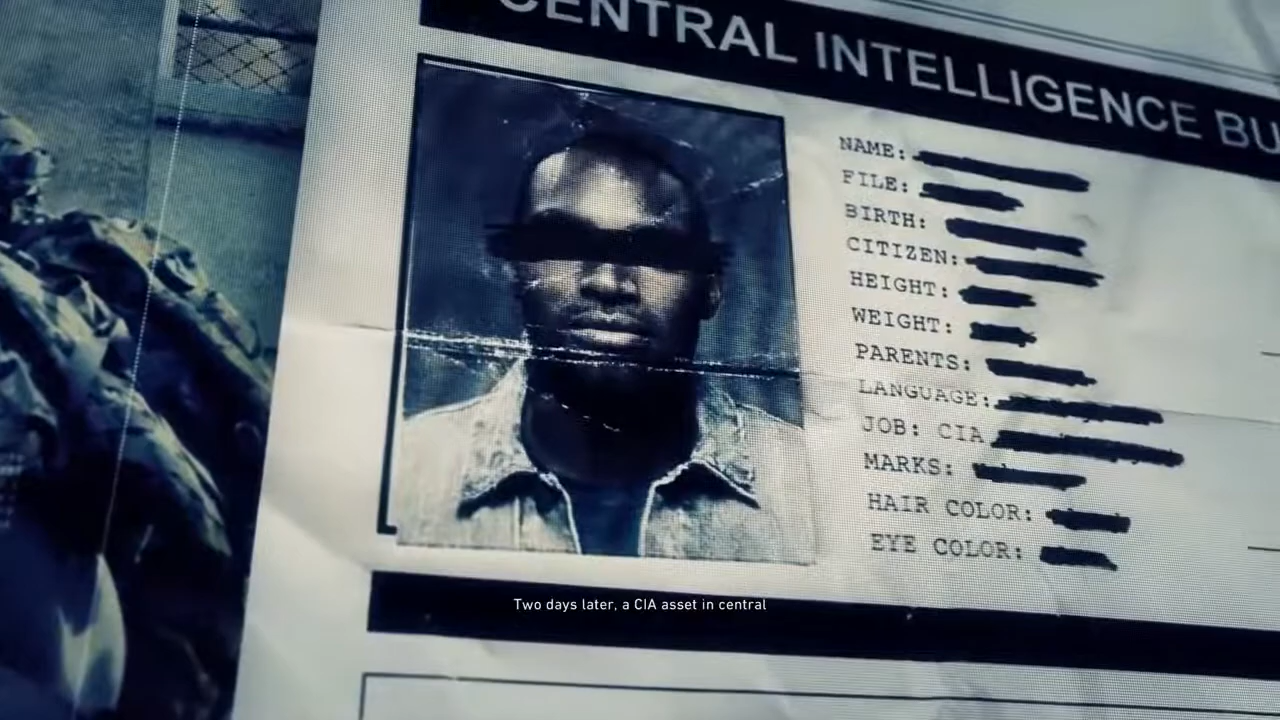 CENTRAL INTELLIGENCE BU
NAME:
FILE:
BIRTH:
CITIZEN:
HEIGHT:
WEIGHT:
PARENTS:
LANGUAGE:
JOB: CIA
MARKS:
HAIR COLOR:
EYE COLOR:
Two days later, a CIA asset in central